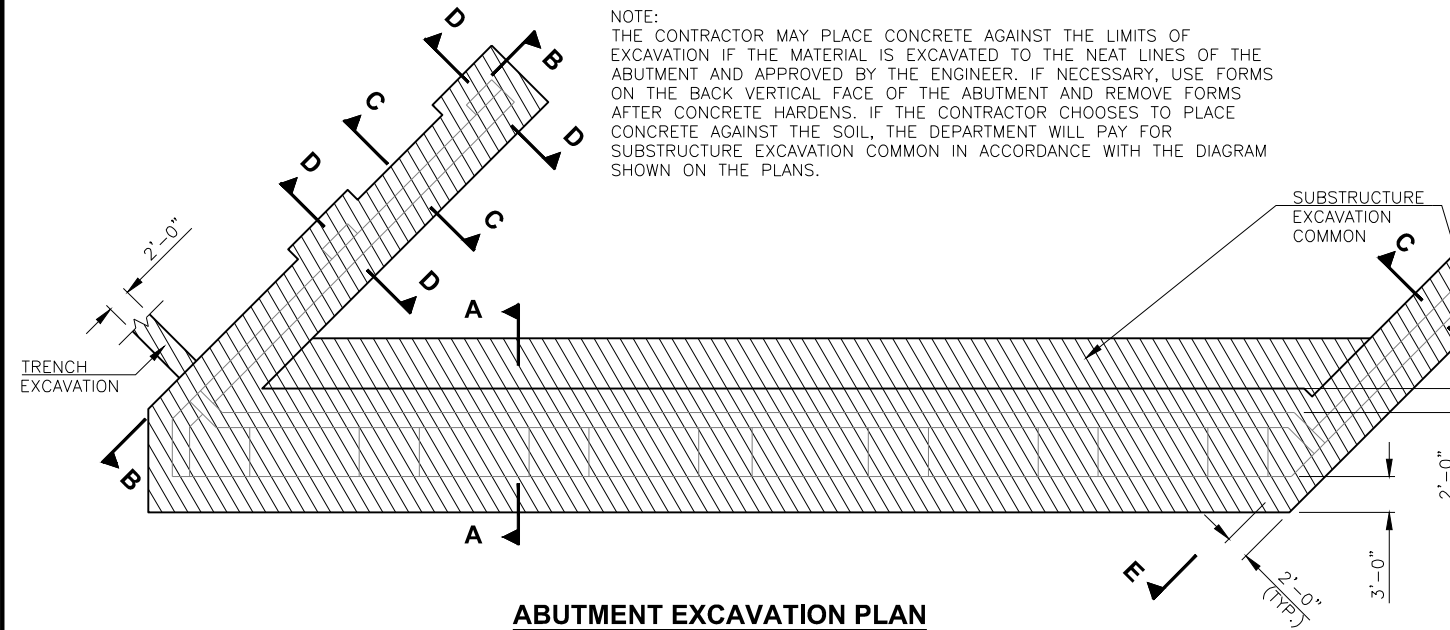 NOTE:
THE CONTRACTOR MAY PLACE CONCRETE AGAINST THE LIMITS OF
EXCAVATION IF THE MATERIAL IS EXCAVATED TO THE NEAT LINES OF THE
ABUTMENT AND APPROVED BY THE ENGINEER. IF NECESSARY, USE FORMS
ON THE BACK VERTICAL FACE OF THE ABUTMENT AND REMOVE FORMS
AFTER CONCRETE HARDENS. IF THE CONTRACTOR CHOOSES TO PLACE
CONCRETE AGAINST THE SOIL, THE DEPARTMENT WILL PAY FOR
SUBSTRUCTURE EXCAVATION COMMON IN ACCORDANCE WITH THE DIAGRAM
SHOWN ON THE PLANS.
D
B
C
D
D
C
D
2'-0"
TRENCH
EXCAVATION
A
SUBSTRUCTURE
EXCAVATION
COMMON
C
B
A
E
2'-0"
(TYP.)
3'-0"
2'-0"
ABUTMENT EXCAVATION PLAN